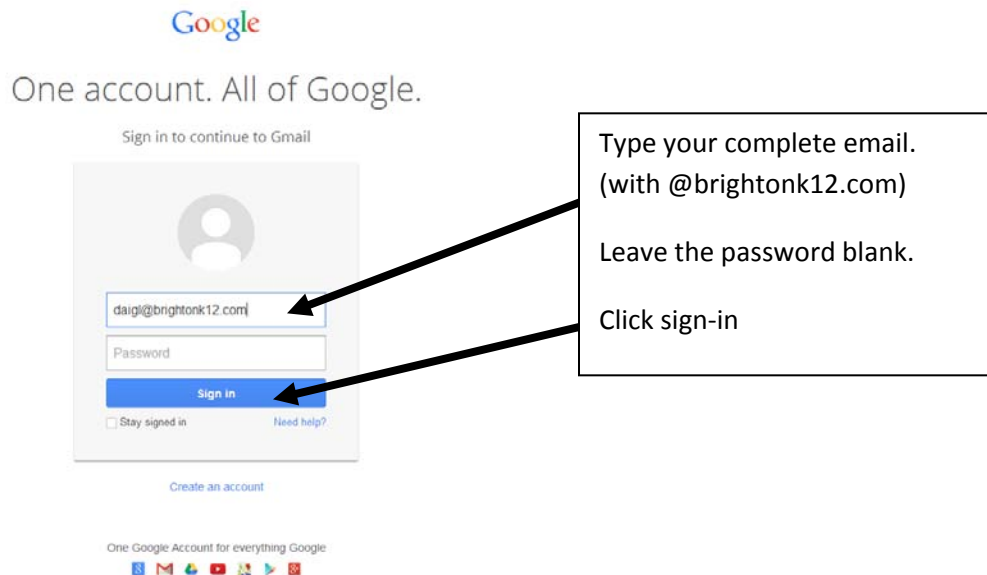 Google
One account. All of Google.
Sign in to continue to Gmail
daigl@brightonk12.com
Password
Sign in
Stay signed in Need help?
Create an account
One Google Account for everything Google
Type your complete email.
(with @brightonk12.com)
Leave the password blank.
Click sign-in